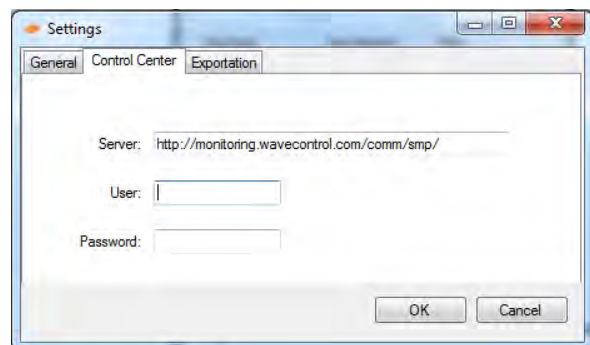 Settings
General Control Center Exportation
Server: http://monitoring.wavecontrol.com/comm/smp/
User:
Password:
OK Cancel